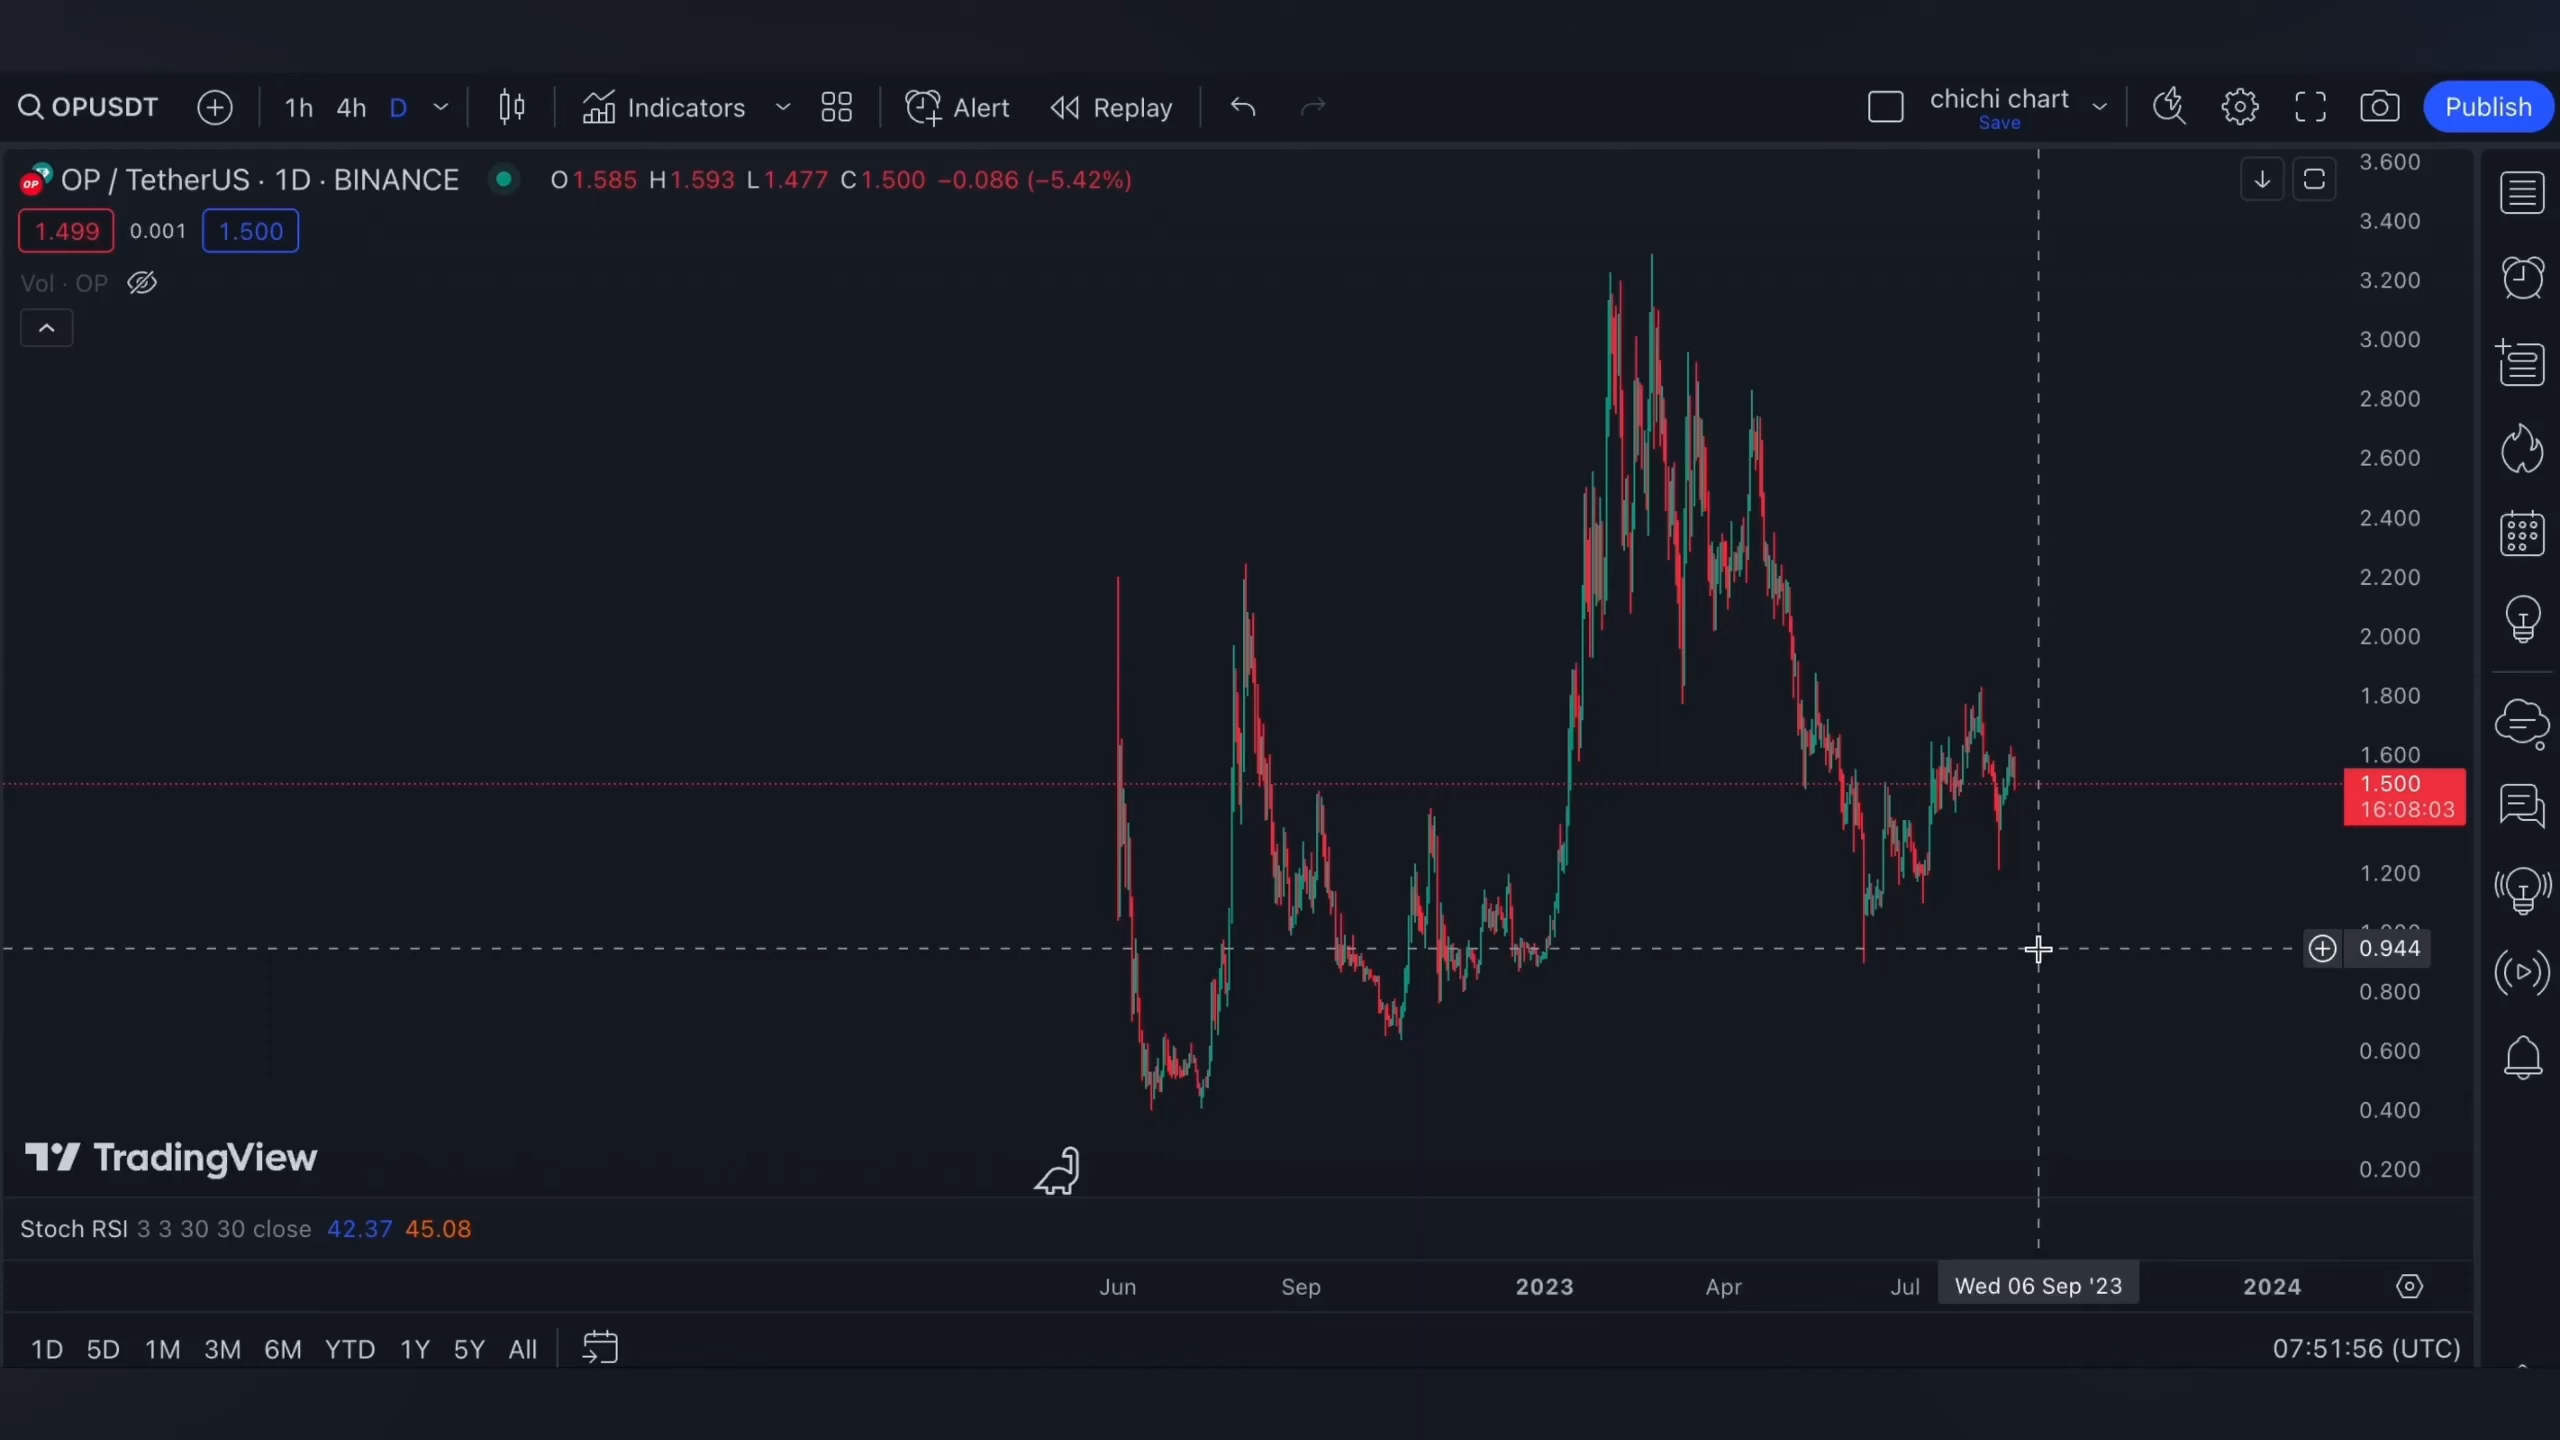 OPUSDT 1h 4h D Indicators Alert Replay chichi chart Publish
Save
OP / TetherUS · 1D · BINANCE O1.585 H1.593 L1.477 C1.500 −0.086 (−5.42%)
1.499 0.001 1.500
Vol · OP
3.600
3.400
3.200
3.000
2.800
2.600
2.400
2.200
2.000
1.800
1.600
1.500
16:08:03
1.200
0.944
0.800
0.600
0.400
0.200
TradingView
Stoch RSI 3 3 30 30 close 42.37 45.08
Jun Sep 2023 Apr Jul Wed 06 Sep '23 2024
1D 5D 1M 3M 6M YTD 1Y 5Y All 07:51:56 (UTC)